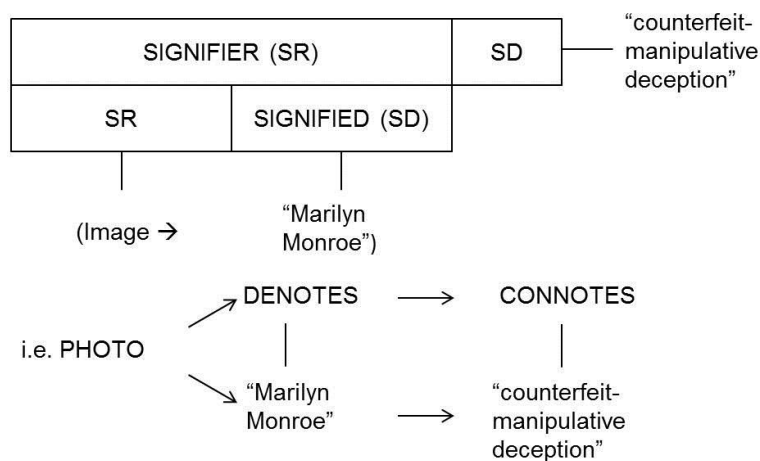 SIGNIFIER (SR)
SD
“counterfeit-
manipulative
deception”
SR
SIGNIFIED (SD)
(Image →
“Marilyn
Monroe”)
DENOTES
CONNOTES
i.e. PHOTO
“Marilyn
Monroe”
“counterfeit-
manipulative
deception”